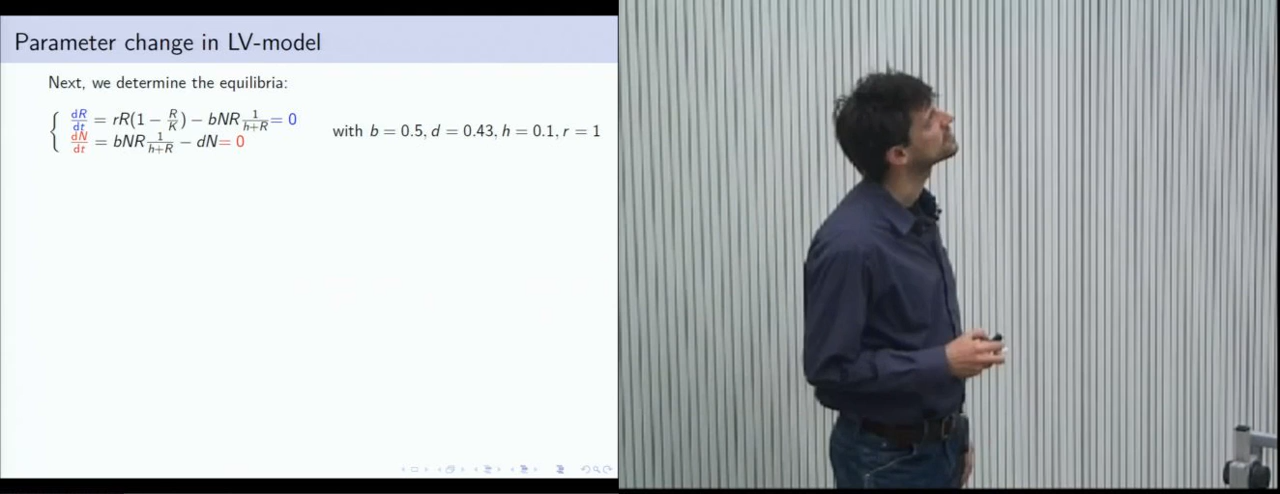 Parameter change in LV-model
Next, we determine the equilibria:
{ dR/dt = rR(1 − R/K) − bNR 1/(h+R) = 0
dN/dt = bNR 1/(h+R) − dN = 0
with b = 0.5, d = 0.43, h = 0.1, r = 1